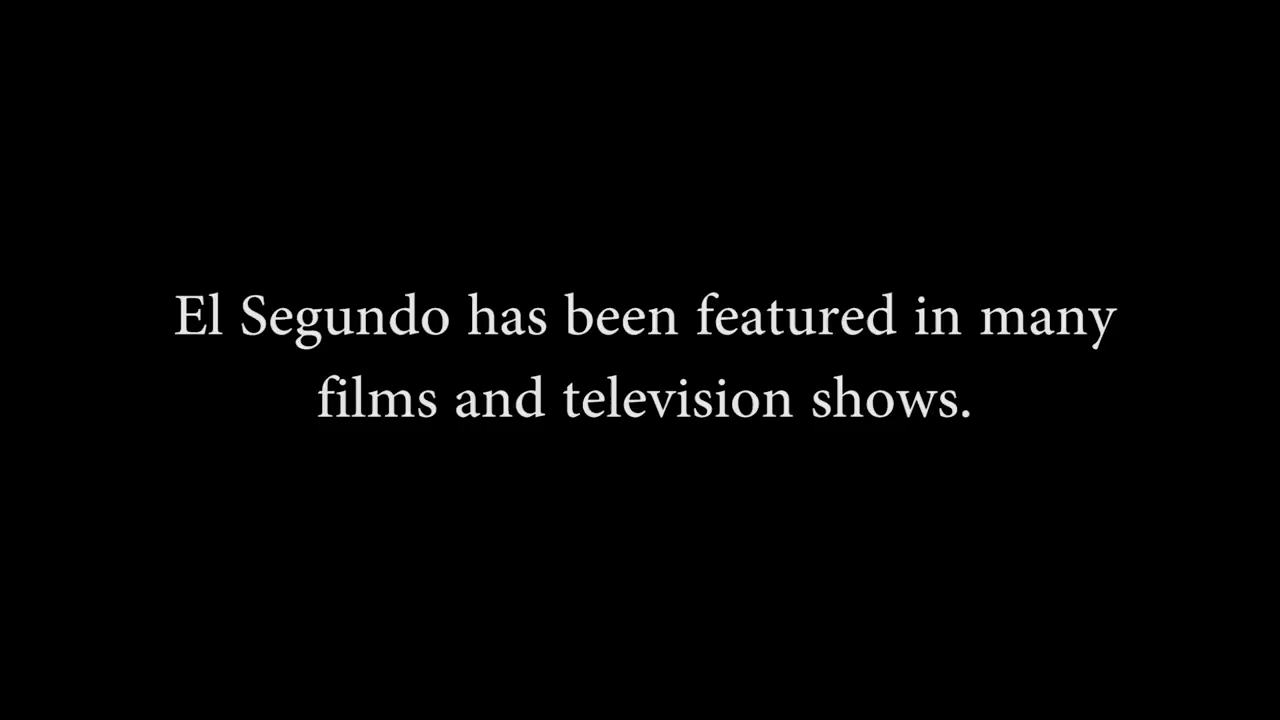 El Segundo has been featured in many
films and television shows.